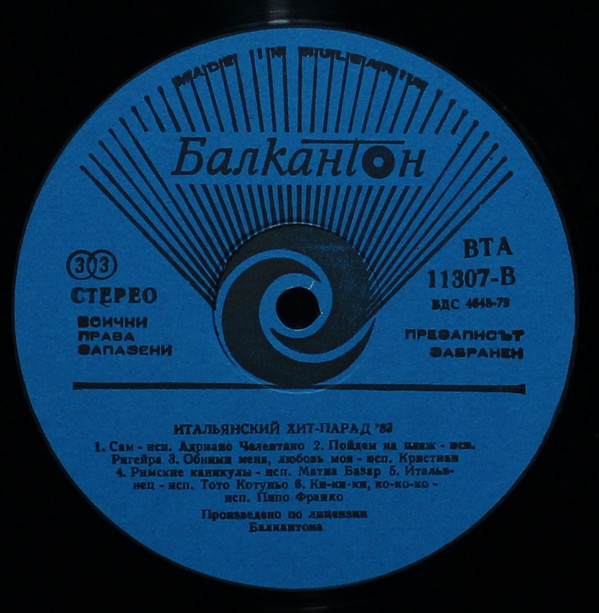 MADE IN BULGARIA
Балкантон
33
СТЕРЕО
ВСИЧКИ
ПРАВА
ЗАПАЗЕНИ
ВТА
11307-В
БДС 4648-73
ПРЕЗАПИСЪТ
ЗАБРАНЕН
ИТАЛЬЯНСКИЙ ХИТ-ПАРАД '83
1. Сам - исп. Адриано Челентано 2. Пойдем на пляж - исп.
Ригейра 3. Обними меня, любовь моя - исп. Кристиан
4. Римские каникулы - исп. Матиа Базар 5. Италья-
нец - исп. Тото Котуньо 6. Ки-ки-ки, ко-ко-ко -
исп. Пипо Франко
Произведено по лицензии
Балкантона